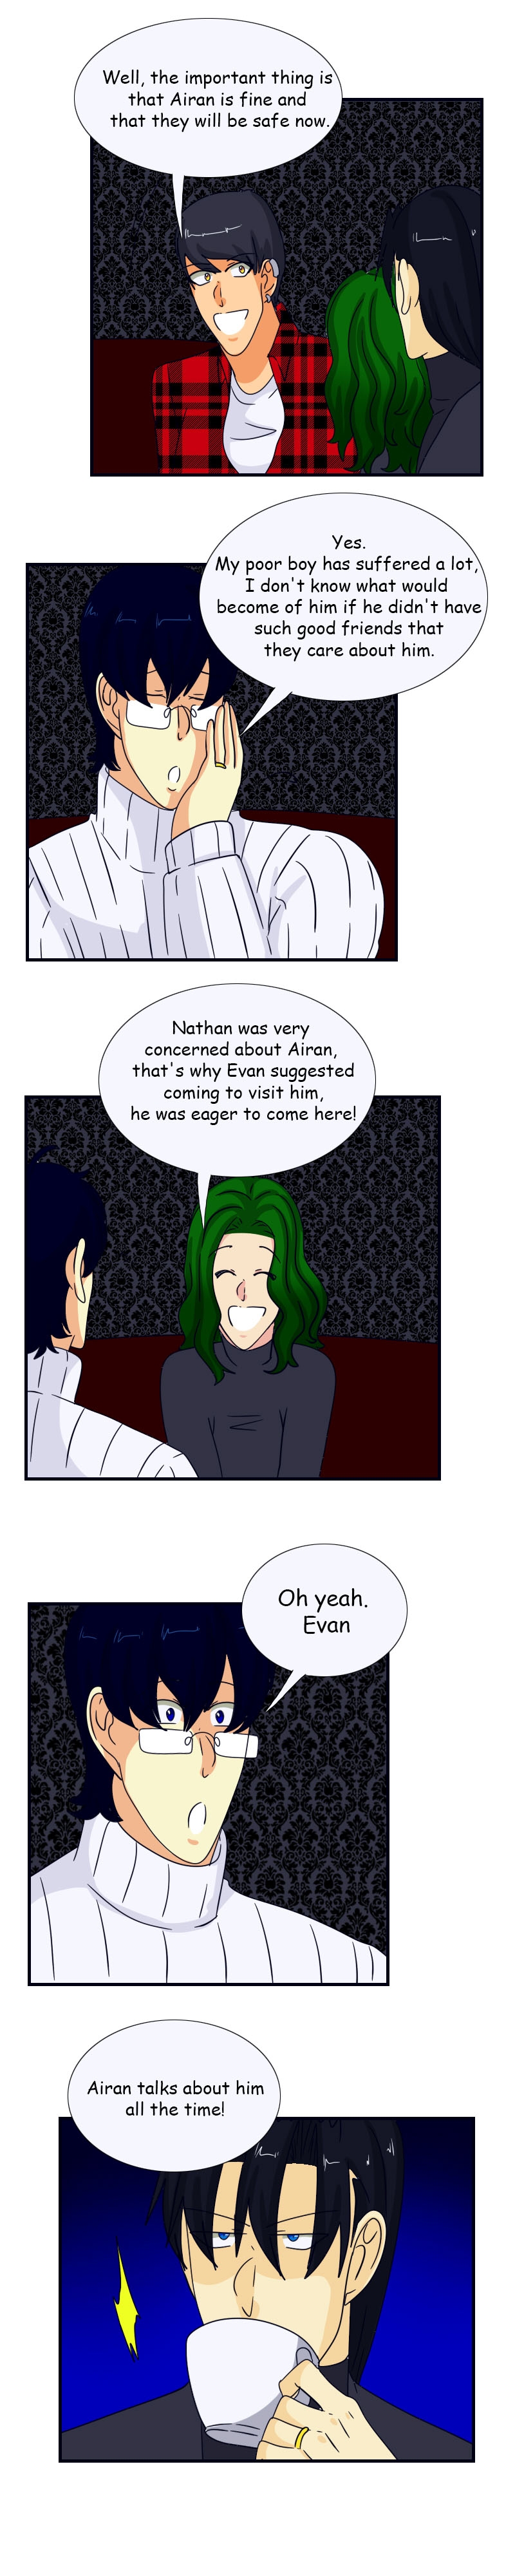 Well, the important thing is
that Airan is fine and
that they will be safe now.
Yes.
My poor boy has suffered a lot,
I don't know what would
become of him if he didn't have
such good friends that
they care about him.
Nathan was very
concerned about Airan,
that's why Evan suggested
coming to visit him,
he was eager to come here!
Oh yeah.
Evan
Airan talks about him
all the time!